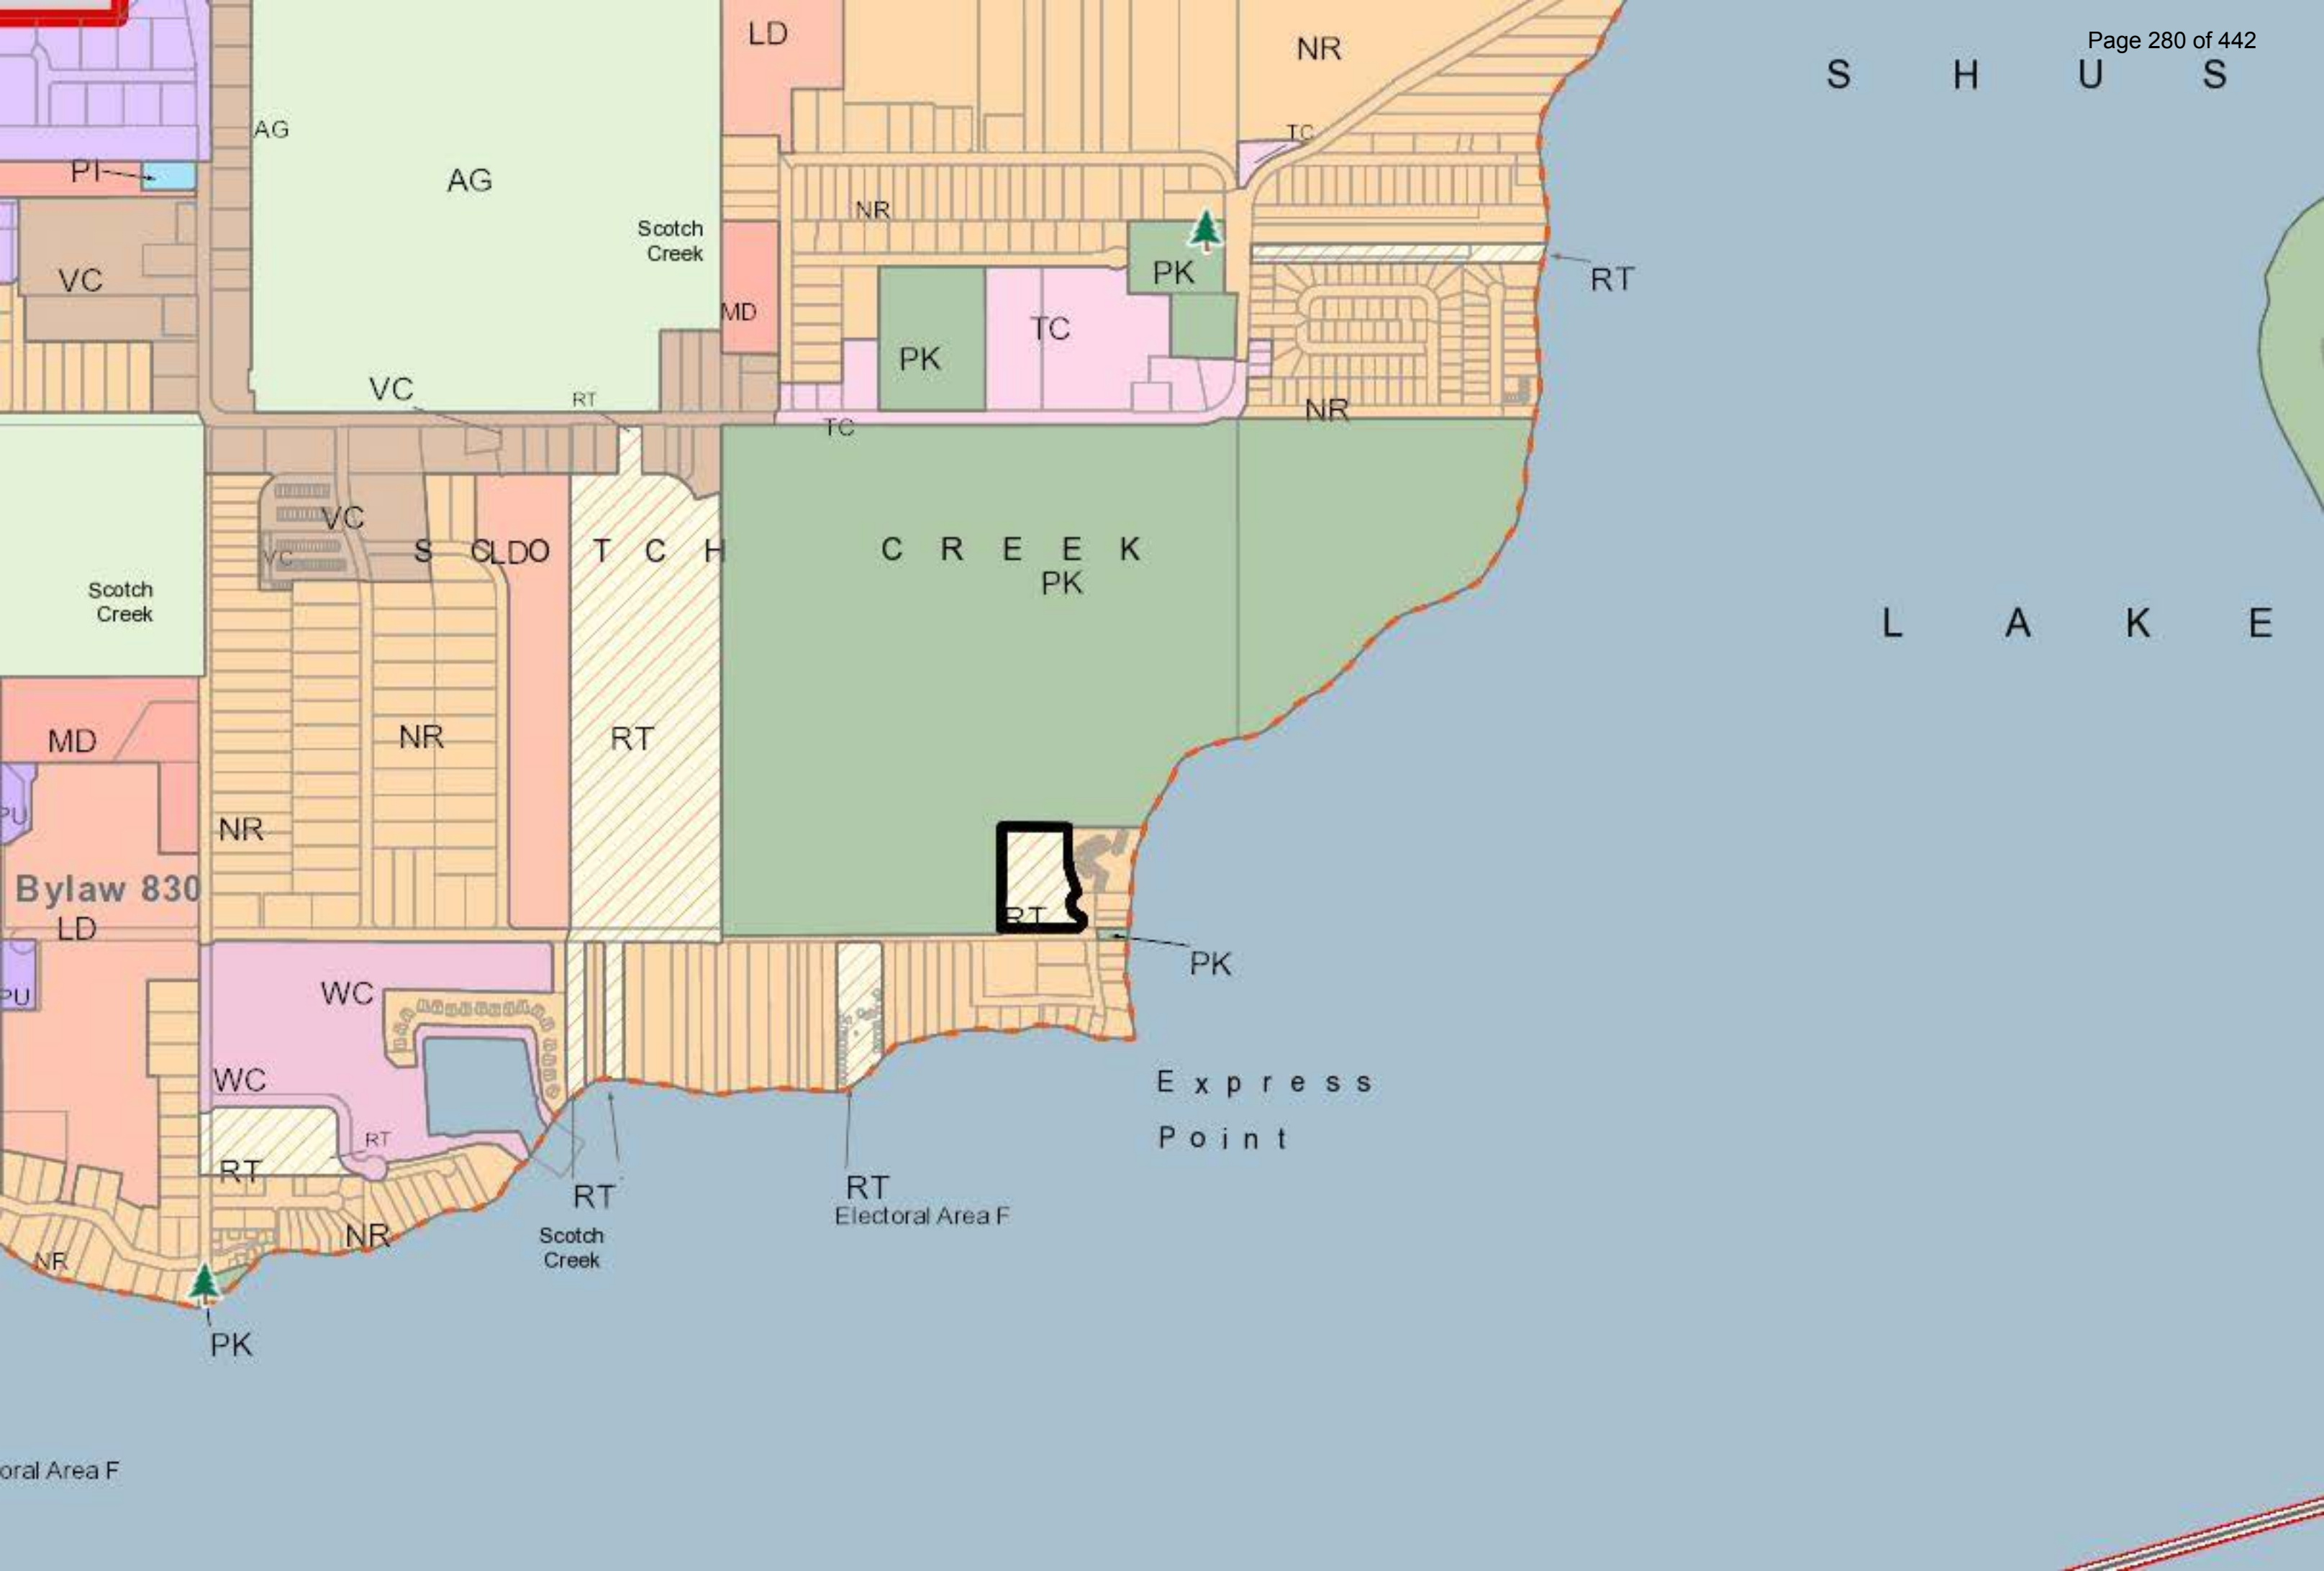 Page 280 of 442
LD
NR
S H U S
AG
TC
PI
AG
NR
Scotch
Creek
PK
RT
VC
MD
TC
PK
VC
RT
NR
TC
VC
S C O T C H C R E E K
LD
VC
PK
Scotch
Creek
L A K E
MD
NR
RT
PU
NR
Bylaw 830
LD
RT
PK
WC
PU
WC
Express
Point
RT
RT
RT
RT
Electoral Area F
NR
Scotch
Creek
NR
PK
oral Area F